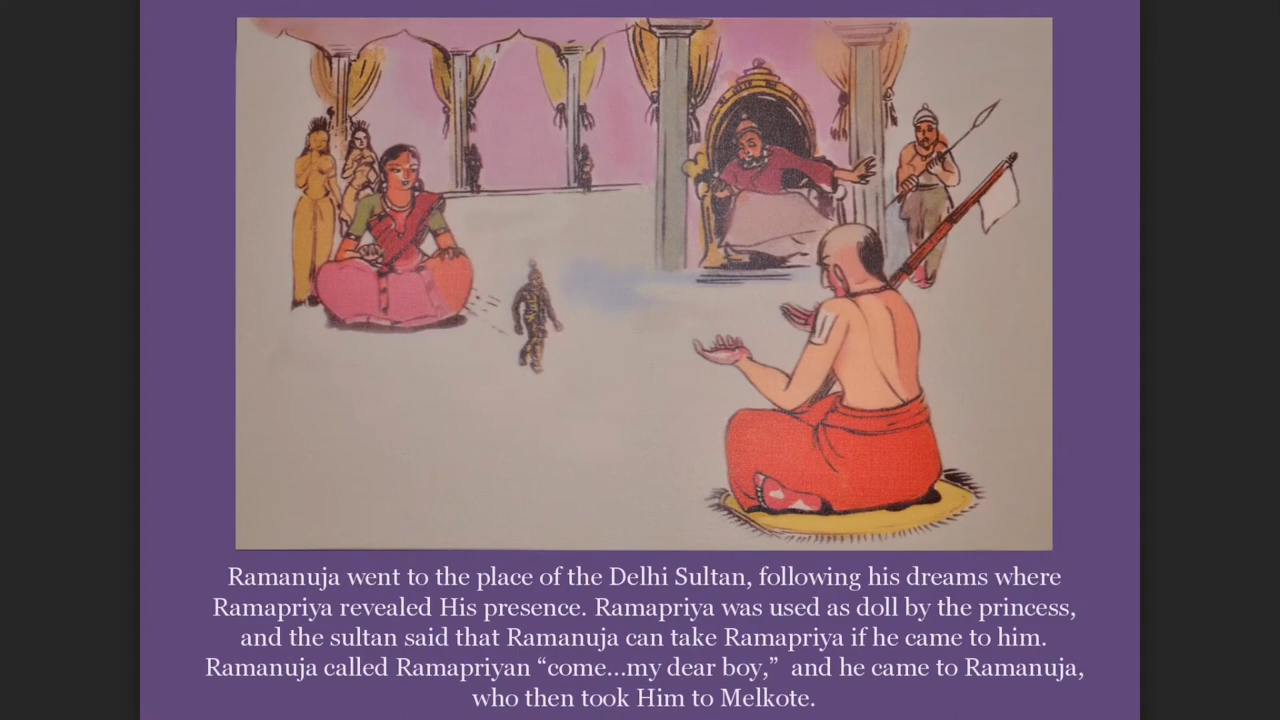 Ramanuja went to the place of the Delhi Sultan, following his dreams where
Ramapriya revealed His presence. Ramapriya was used as doll by the princess,
and the sultan said that Ramanuja can take Ramapriya if he came to him.
Ramanuja called Ramapriyan “come...my dear boy,”  and he came to Ramanuja,
who then took Him to Melkote.